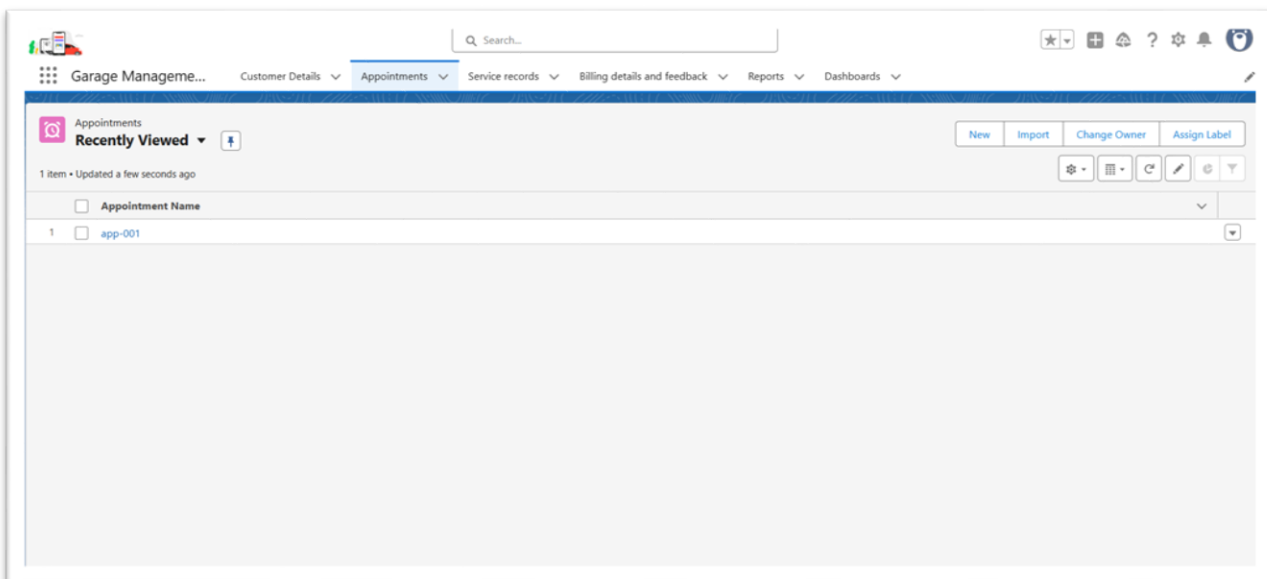 Search...
Garage Manageme... Customer Details Appointments Service records Billing details and feedback Reports Dashboards
Appointments
Recently Viewed
New Import Change Owner Assign Label
1 item • Updated a few seconds ago
Appointment Name
1 app-001